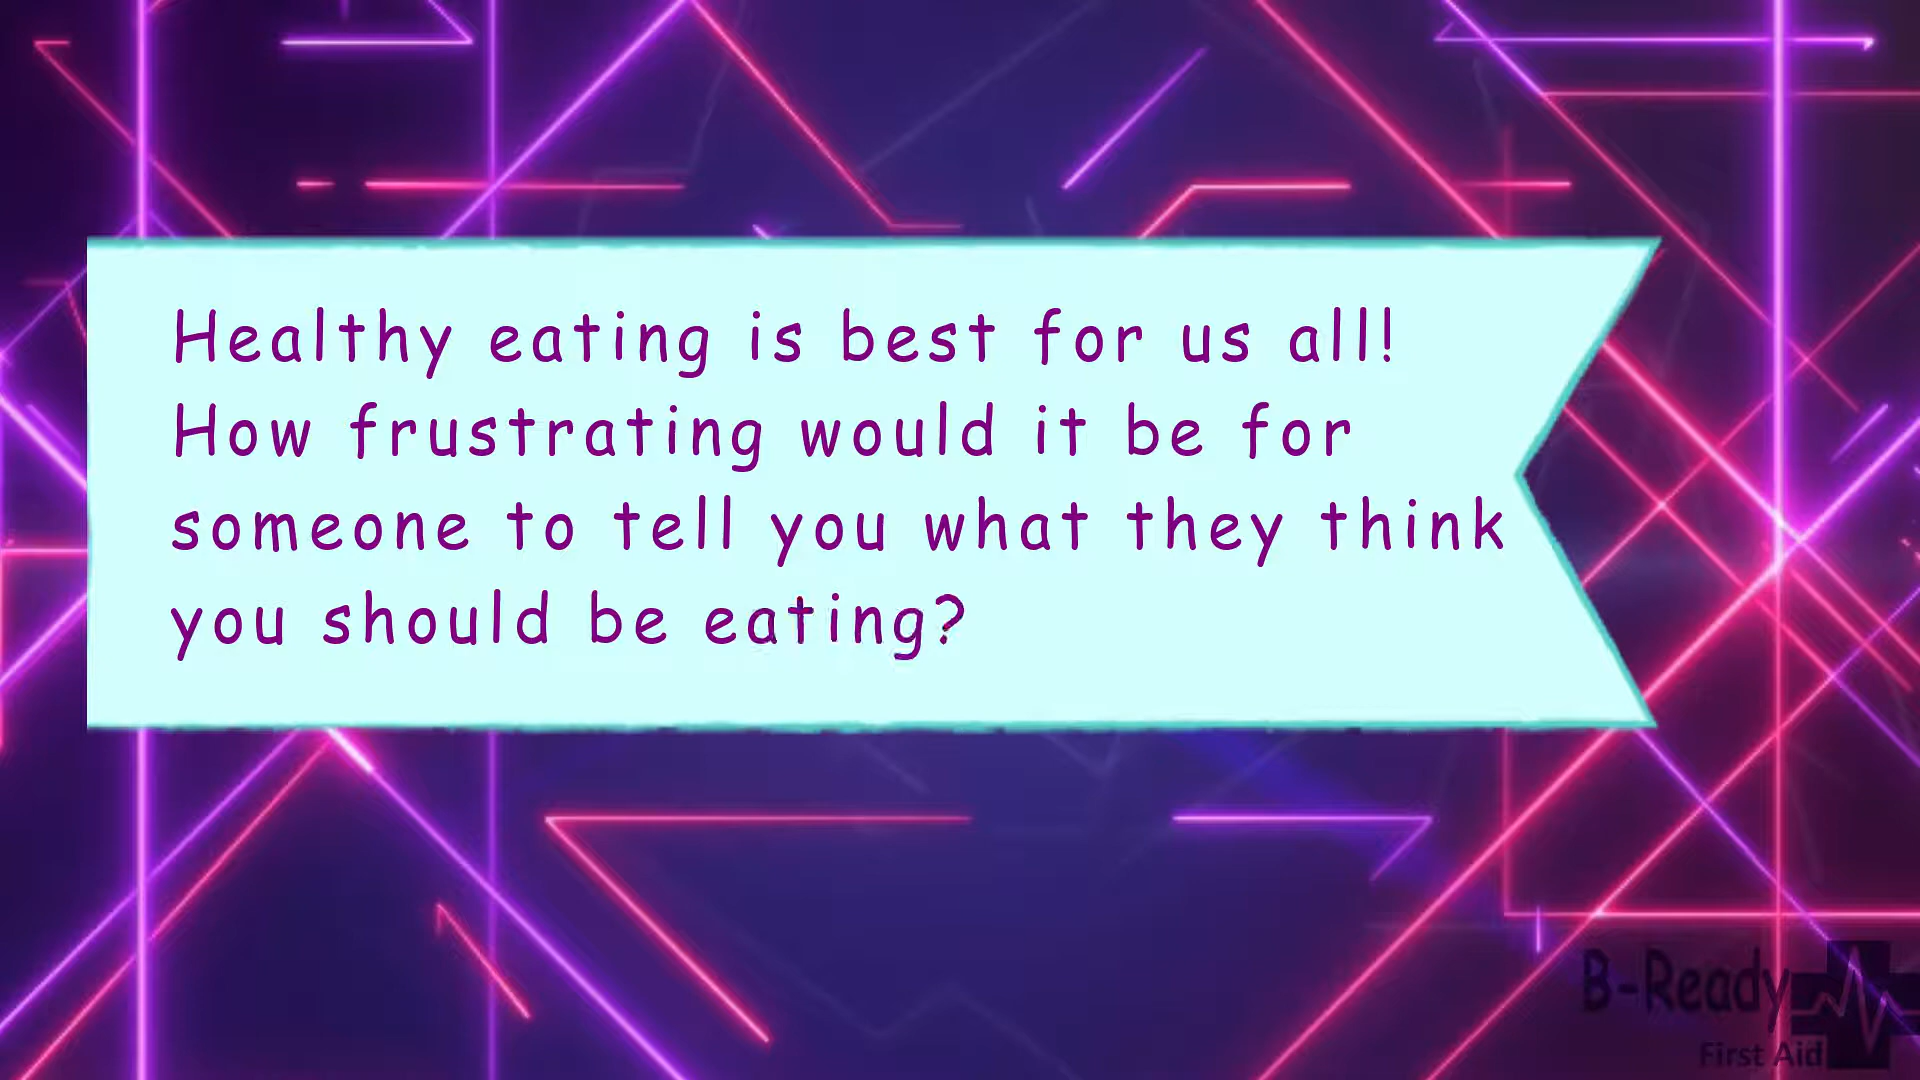 Healthy eating is best for us all!
How frustrating would it be for
someone to tell you what they think
you should be eating?
B-Ready
First Aid